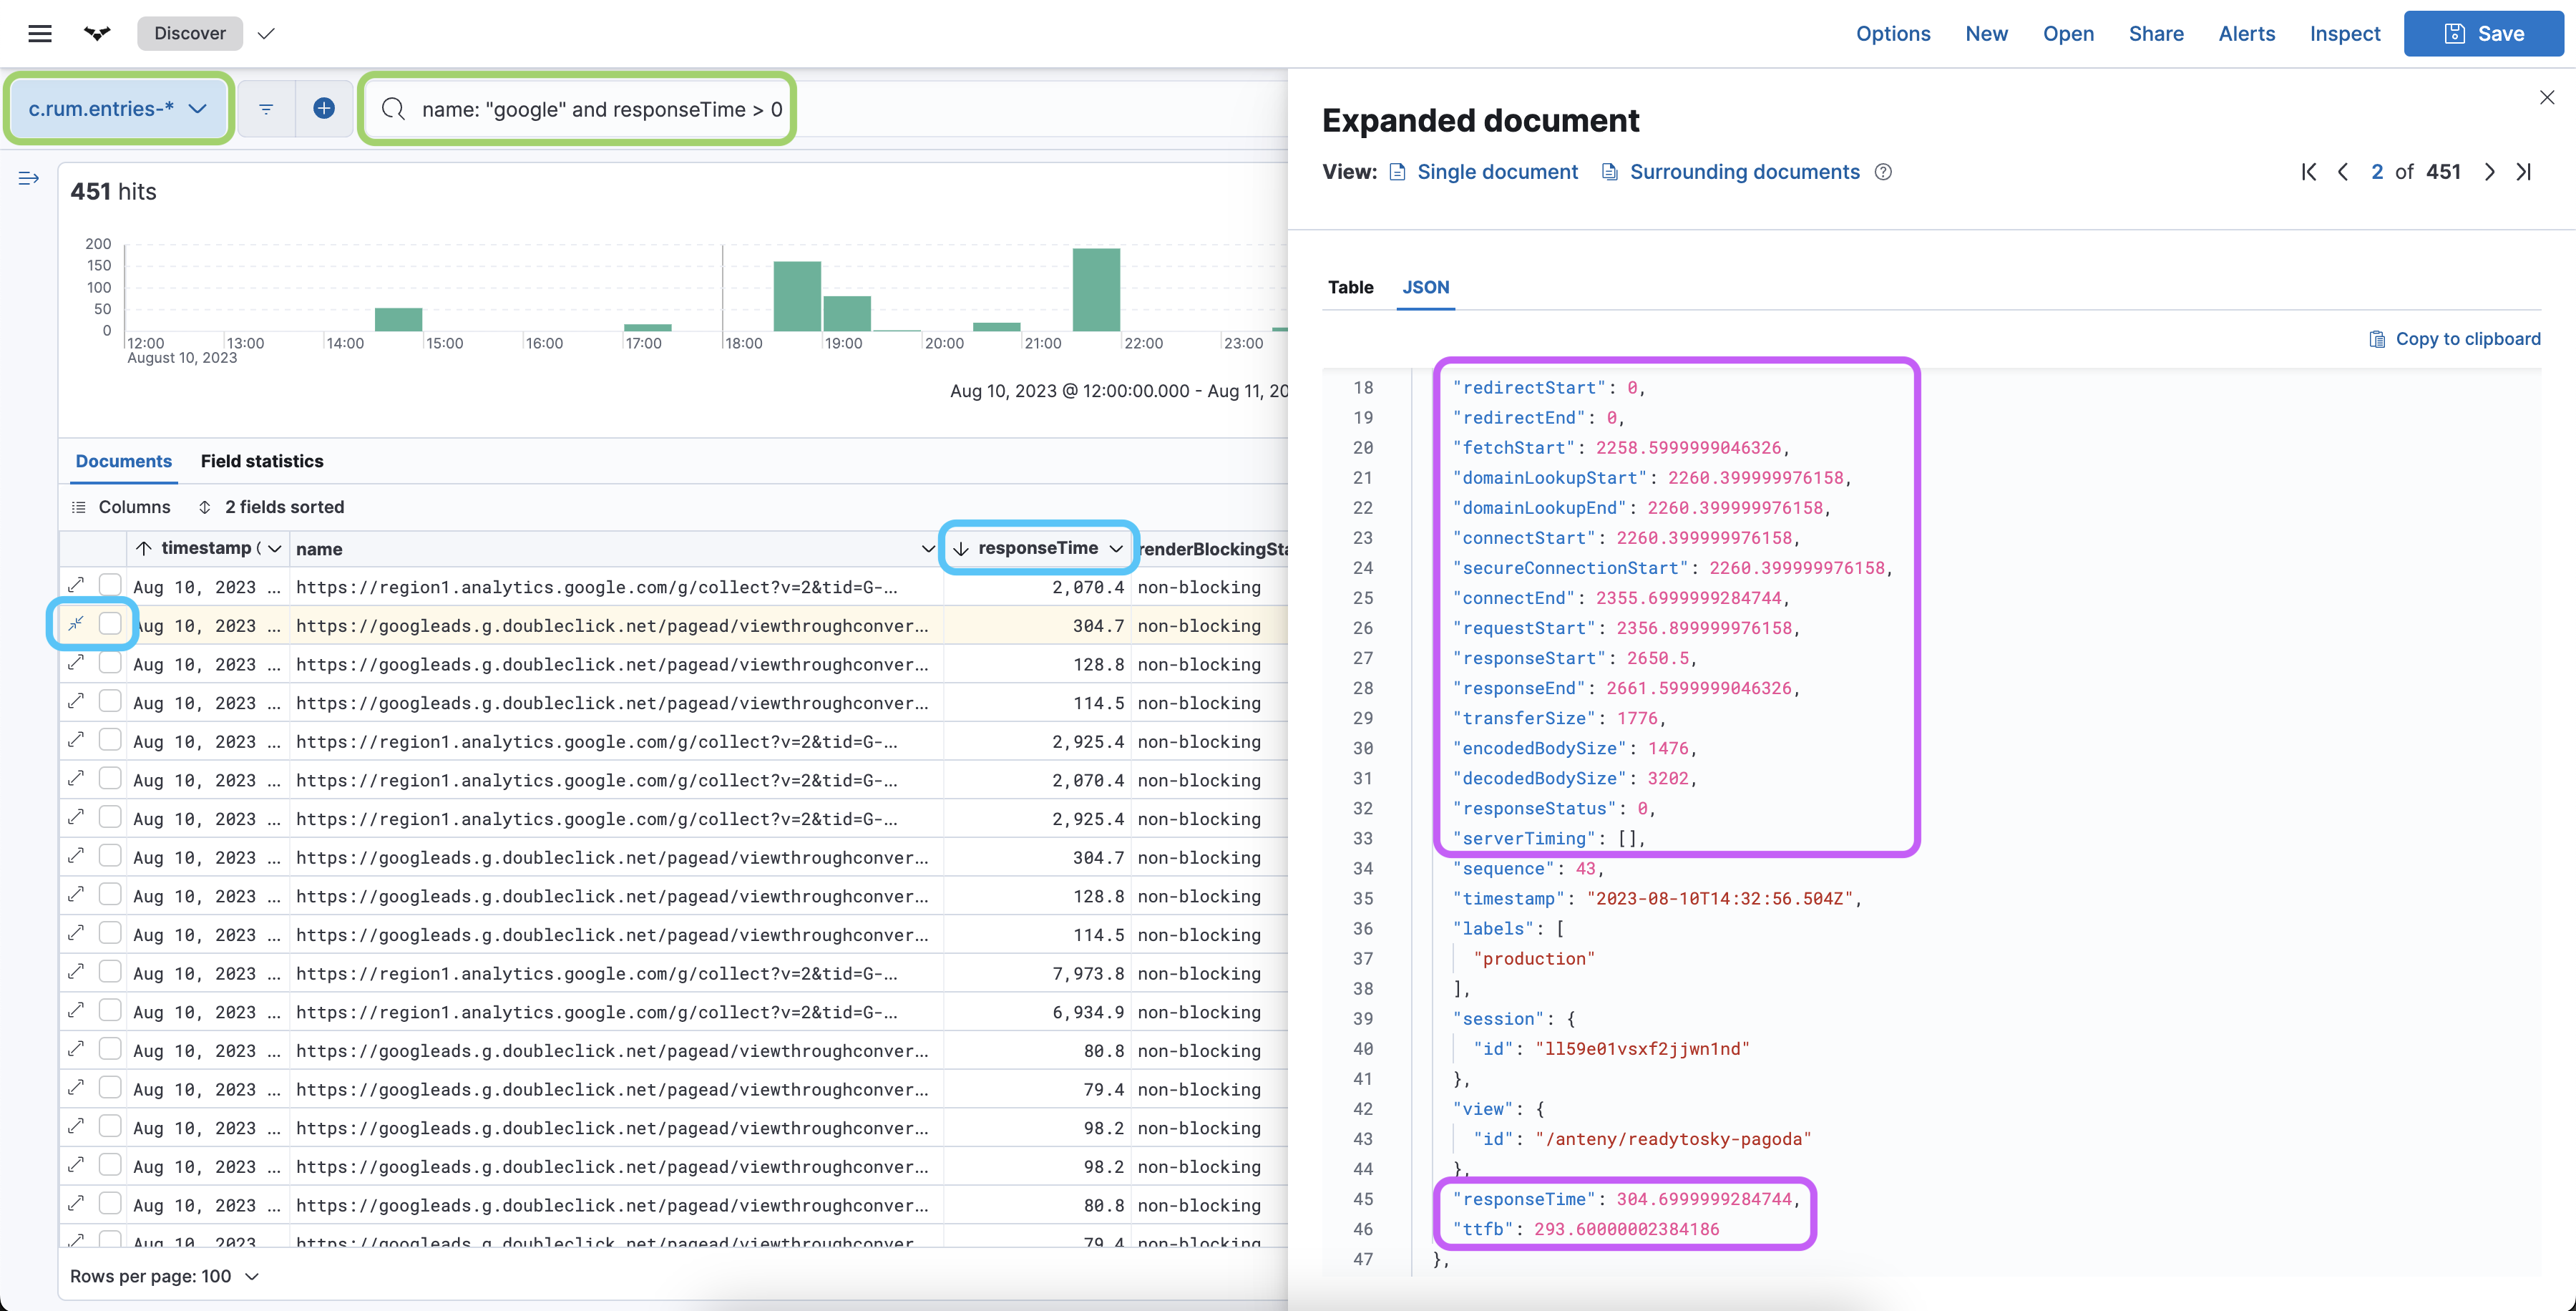 Discover
Options New Open Share Alerts Inspect Save
c.rum.entries-*
name: "google" and responseTime > 0
451 hits
200
150
100
50
0
12:00 13:00 14:00 15:00 16:00 17:00 18:00 19:00 20:00 21:00 22:00 23:00
August 10, 2023
Aug 10, 2023 @ 12:00:00.000 - Aug 11, 20
Documents Field statistics
Columns 2 fields sorted
timestamp ( name responseTime renderBlockingSta
Aug 10, 2023 ... https://region1.analytics.google.com/g/collect?v=2&tid=G-... 2,070.4 non-blocking
Aug 10, 2023 ... https://googleads.g.doubleclick.net/pagead/viewthroughconver... 304.7 non-blocking
Aug 10, 2023 ... https://googleads.g.doubleclick.net/pagead/viewthroughconver... 128.8 non-blocking
Aug 10, 2023 ... https://googleads.g.doubleclick.net/pagead/viewthroughconver... 114.5 non-blocking
Aug 10, 2023 ... https://region1.analytics.google.com/g/collect?v=2&tid=G-... 2,925.4 non-blocking
Aug 10, 2023 ... https://region1.analytics.google.com/g/collect?v=2&tid=G-... 2,070.4 non-blocking
Aug 10, 2023 ... https://region1.analytics.google.com/g/collect?v=2&tid=G-... 2,925.4 non-blocking
Aug 10, 2023 ... https://googleads.g.doubleclick.net/pagead/viewthroughconver... 304.7 non-blocking
Aug 10, 2023 ... https://googleads.g.doubleclick.net/pagead/viewthroughconver... 128.8 non-blocking
Aug 10, 2023 ... https://googleads.g.doubleclick.net/pagead/viewthroughconver... 114.5 non-blocking
Aug 10, 2023 ... https://region1.analytics.google.com/g/collect?v=2&tid=G-... 7,973.8 non-blocking
Aug 10, 2023 ... https://region1.analytics.google.com/g/collect?v=2&tid=G-... 6,934.9 non-blocking
Aug 10, 2023 ... https://googleads.g.doubleclick.net/pagead/viewthroughconver... 80.8 non-blocking
Aug 10, 2023 ... https://googleads.g.doubleclick.net/pagead/viewthroughconver... 79.4 non-blocking
Aug 10, 2023 ... https://googleads.g.doubleclick.net/pagead/viewthroughconver... 98.2 non-blocking
Aug 10, 2023 ... https://googleads.g.doubleclick.net/pagead/viewthroughconver... 98.2 non-blocking
Aug 10, 2023 ... https://googleads.g.doubleclick.net/pagead/viewthroughconver... 80.8 non-blocking
Aug 10, 2023 https://googleads.g.doubleclick.net/pagead/viewthroughconver 79.4 non-blocking
Rows per page: 100
Expanded document
View: Single document Surrounding documents
2 of 451
Table JSON
Copy to clipboard
18 "redirectStart": 0,
19 "redirectEnd": 0,
20 "fetchStart": 2258.5999999046326,
21 "domainLookupStart": 2260.399999976158,
22 "domainLookupEnd": 2260.399999976158,
23 "connectStart": 2260.399999976158,
24 "secureConnectionStart": 2260.399999976158,
25 "connectEnd": 2355.6999999284744,
26 "requestStart": 2356.899999976158,
27 "responseStart": 2650.5,
28 "responseEnd": 2661.5999999046326,
29 "transferSize": 1776,
30 "encodedBodySize": 1476,
31 "decodedBodySize": 3202,
32 "responseStatus": 0,
33 "serverTiming": [],
34 "sequence": 43,
35 "timestamp": "2023-08-10T14:32:56.504Z",
36 "labels": [
37 "production"
38 ],
39 "session": {
40 "id": "ll59e01vsxf2jjwn1nd"
41 },
42 "view": {
43 "id": "/anteny/readytosky-pagoda"
44 },
45 "responseTime": 304.6999999284744,
46 "ttfb": 293.60000002384186
47 },